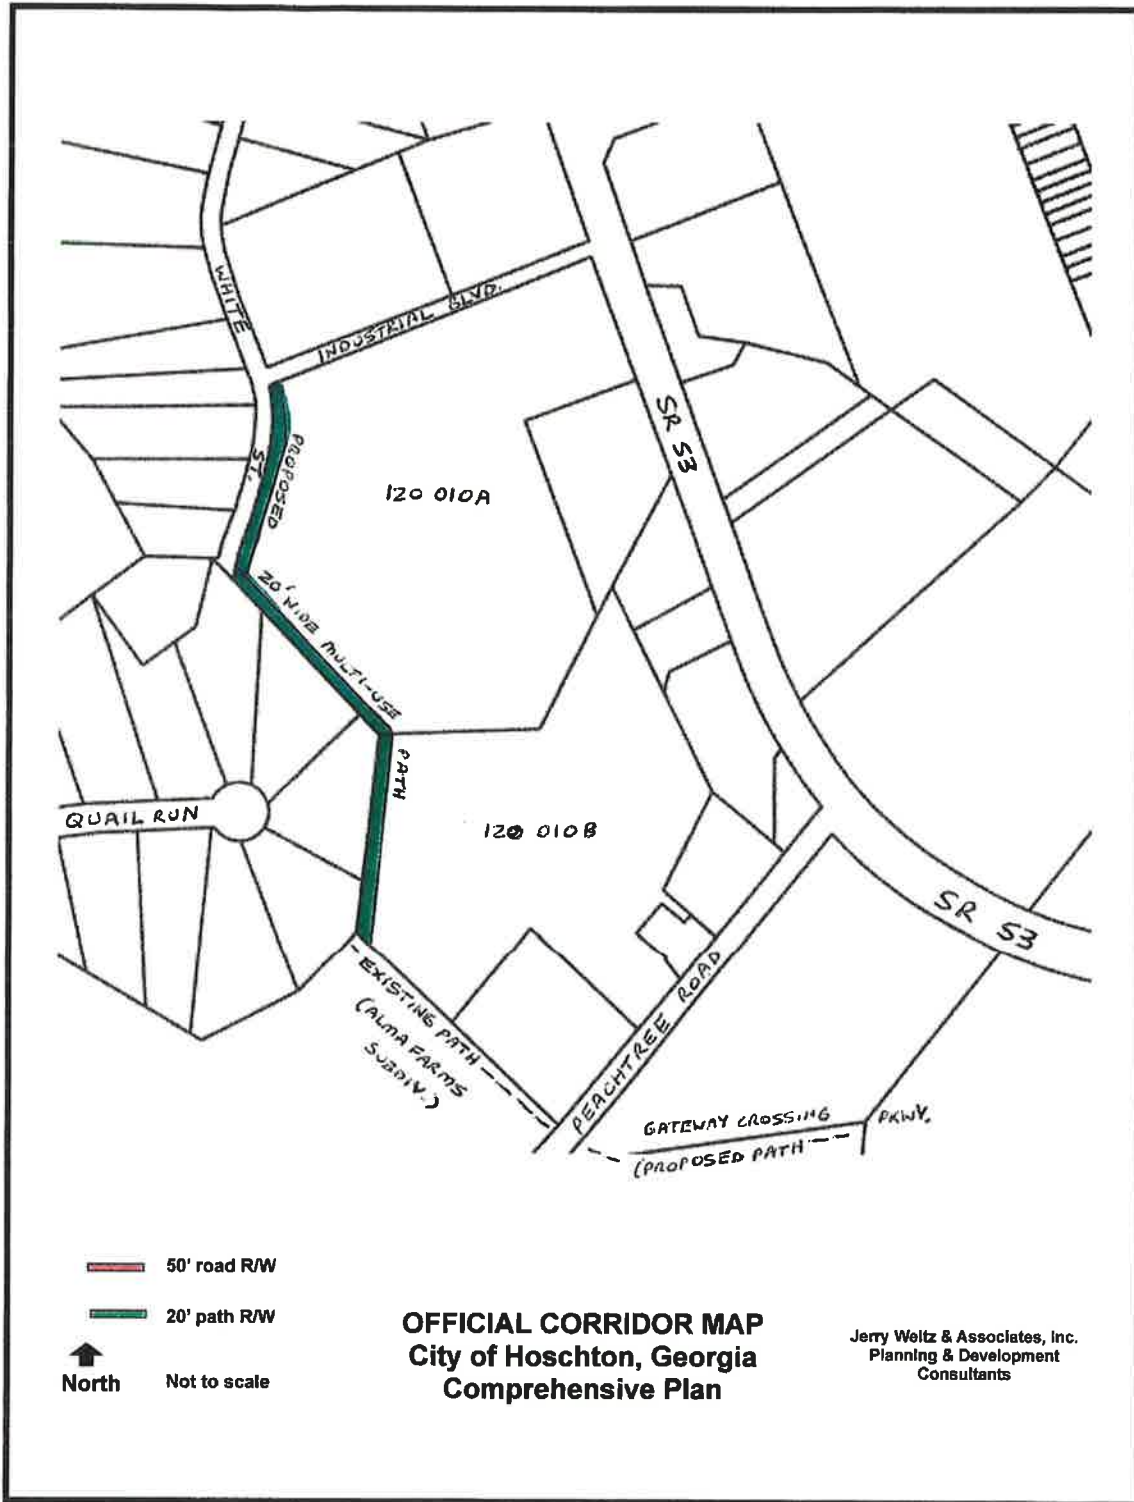 WHITE
ST.
INDUSTRIAL BLVD.
SR 53
PROPOSED
20' WIDE MULTI-USE
PATH
120 010A
QUAIL RUN
120 010B
SR 53
EXISTING PATH
(ALMA FARMS
SUBDIV.)
PEACHTREE ROAD
GATEWAY CROSSING PKWY.
(PROPOSED PATH
50' road R/W
20' path R/W
North
Not to scale
OFFICIAL CORRIDOR MAP
City of Hoschton, Georgia
Comprehensive Plan
Jerry Weitz & Associates, Inc.
Planning & Development
Consultants